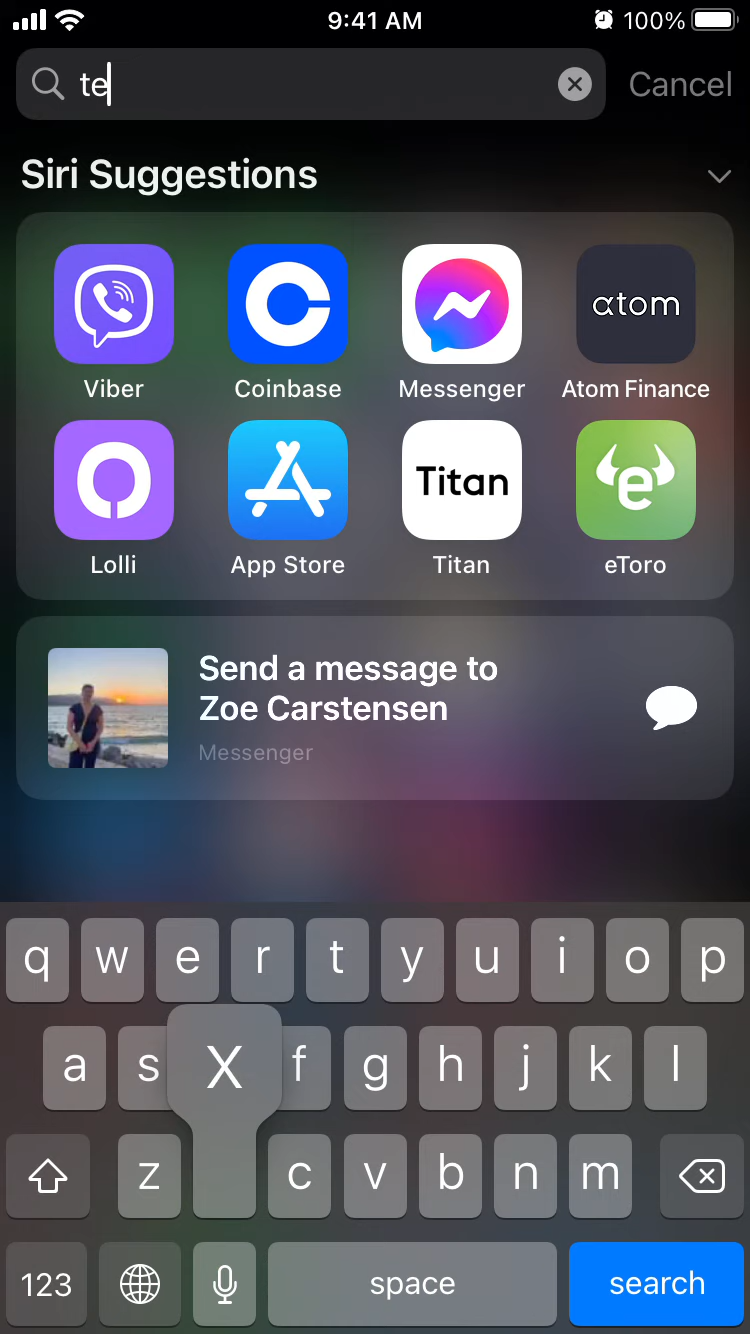 9:41 AM 100%
te Cancel
Siri Suggestions
atom
Viber Coinbase Messenger Atom Finance
Titan e
Lolli App Store Titan eToro
Send a message to
Zoe Carstensen
Messenger
q w e r t y u i o p
a s X f g h j k l
z c v b n m
123 space search